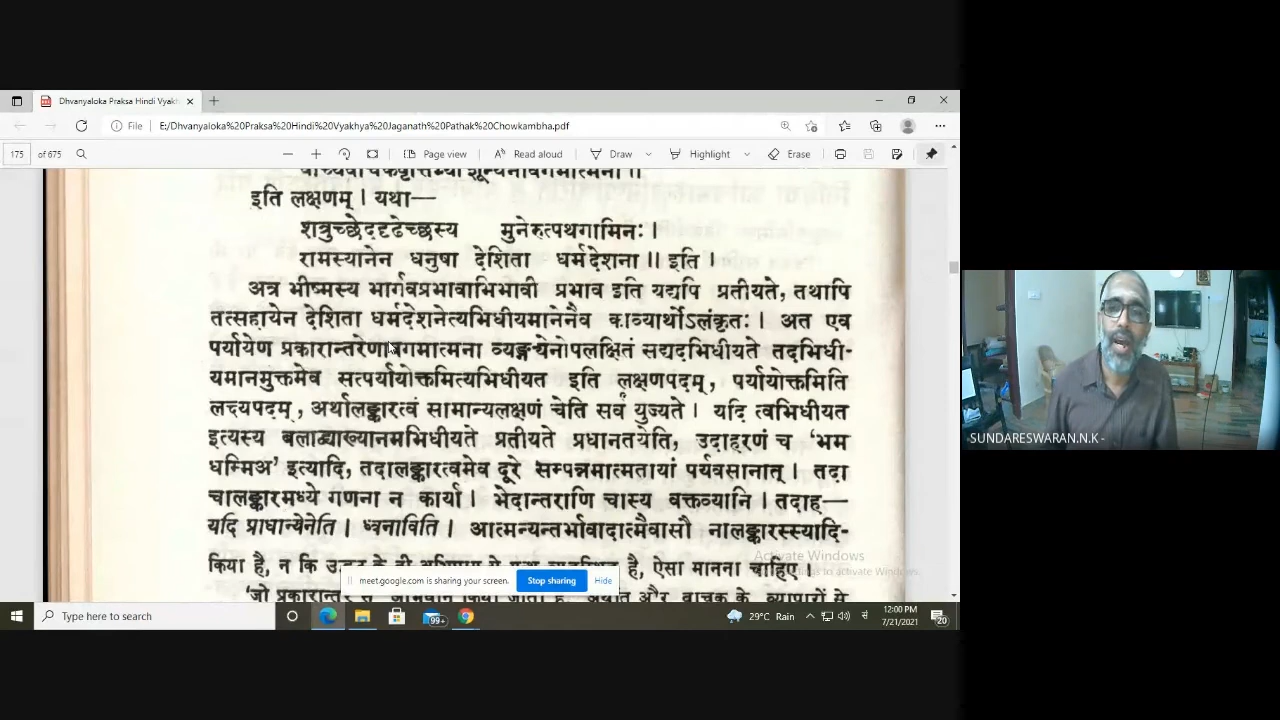 Dhvanyaloka Praksa Hindi Vyakh
File E:/Dhvanyaloka%20Praksa%20Hindi%20Vyakhya%20Jaganath%20Pathak%20Chowkambha.pdf
175 of 675 Page view Read aloud Draw Highlight Erase
इति लक्षणम् । यथा—
शत्रुच्छेददृढेच्छस्य मुनेरुत्पथगामिनः ।
रामस्यानेन धनुषा देशिता धर्मदेशना ॥ इति ।
अत्र भीष्मस्य भार्गवप्रभावाभिभावी प्रभाव इति यद्यपि प्रतीयते, तथापि
तत्सहायेन देशिता धर्मदेशनेत्यभिधीयमानेनैव काव्यार्थोऽलंकृतः । अत एव
पर्यायेण प्रकारान्तरेणावगमात्मना व्यङ्ग्येनोपलक्षितं सद्यदभिधीयते तदभिधी-
यमानमुक्तमेव सत्पर्यायोक्तमित्यभिधीयत इति लक्षणपदम्, पर्यायोक्तमिति
लक्ष्यपदम्, अर्थालङ्कारत्वं सामान्यलक्षणं चेति सर्वं युज्यते । यदि त्वभिधीयत
इत्यस्य बलाद्व्याख्यानमभिधीयते प्रतीयते प्रधानतयेति, उदाहरणं च 'भम
धम्मिअ' इत्यादि, तदालङ्कारत्वमेव दूरे सम्पन्नमात्मतायां पर्यवसानात् । तदा
चालङ्कारमध्ये गणना न कार्या । भेदान्तराणि चास्य वक्तव्यानि । तदाह—
यदि प्राधान्येनेति । ध्वनाविति । आत्मन्यन्तर्भावादात्मैवासौ नालङ्कारस्स्यादि-
किया है, न कि है, ऐसा मानना चाहिए ।
Activate Windows
to activate Windows.
meet.google.com is sharing your screen. Stop sharing Hide
SUNDARESWARAN.N.K -
Type here to search 99+ 29°C Rain 12:00 PM
7/21/2021 20